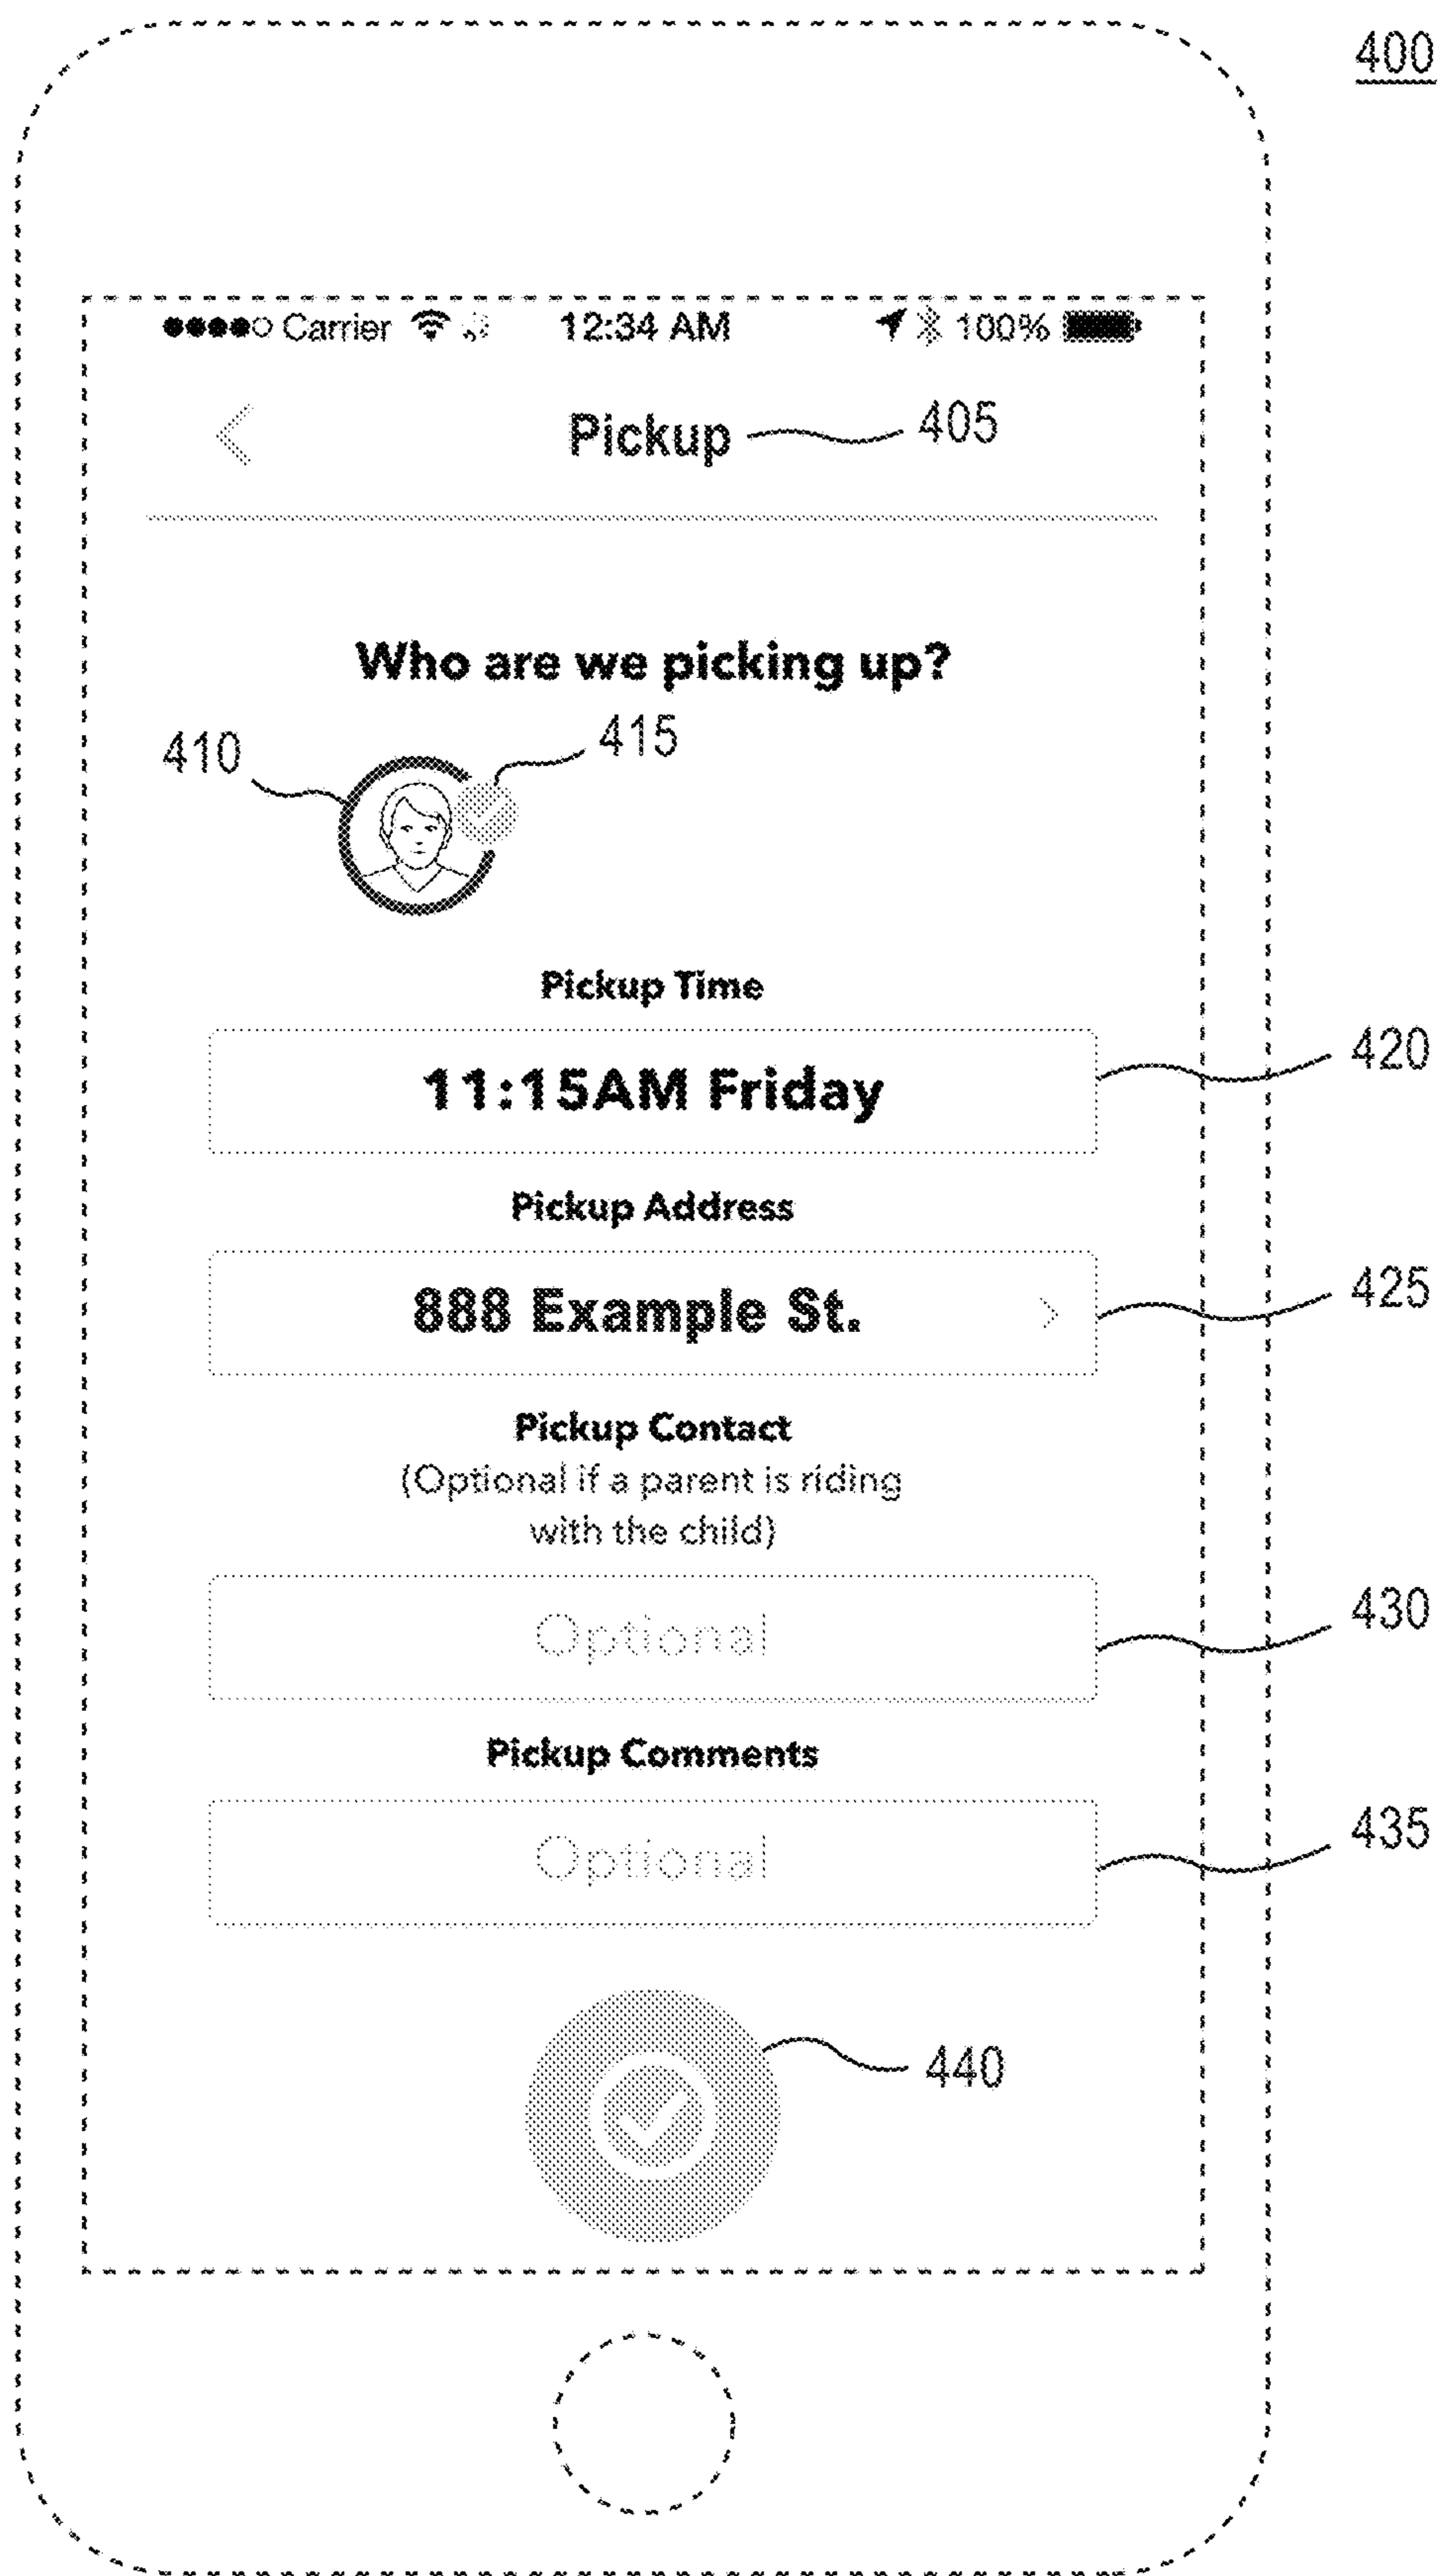 400
Carrier 12:34 AM 100%
Pickup 405
Who are we picking up?
410 415
Pickup Time
11:15AM Friday 420
Pickup Address
888 Example St. 425
Pickup Contact
(Optional if a parent is riding
with the child)
Optional 430
Pickup Comments
Optional 435
440